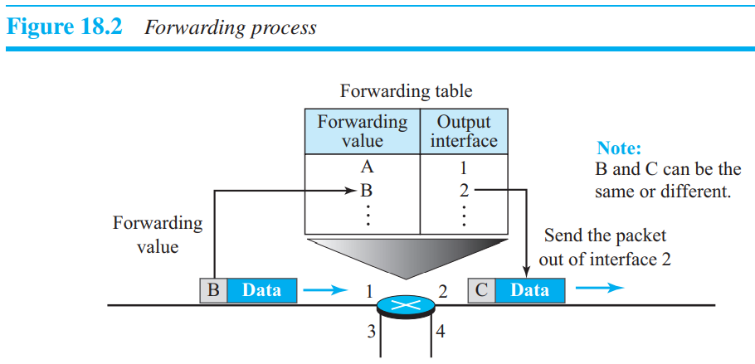 Figure 18.2 Forwarding process
Forwarding table
Forwarding value
Output interface
A 1
B 2
Note:
B and C can be the
same or different.
Forwarding
value
Send the packet
out of interface 2
B Data
1
2
C Data
3
4